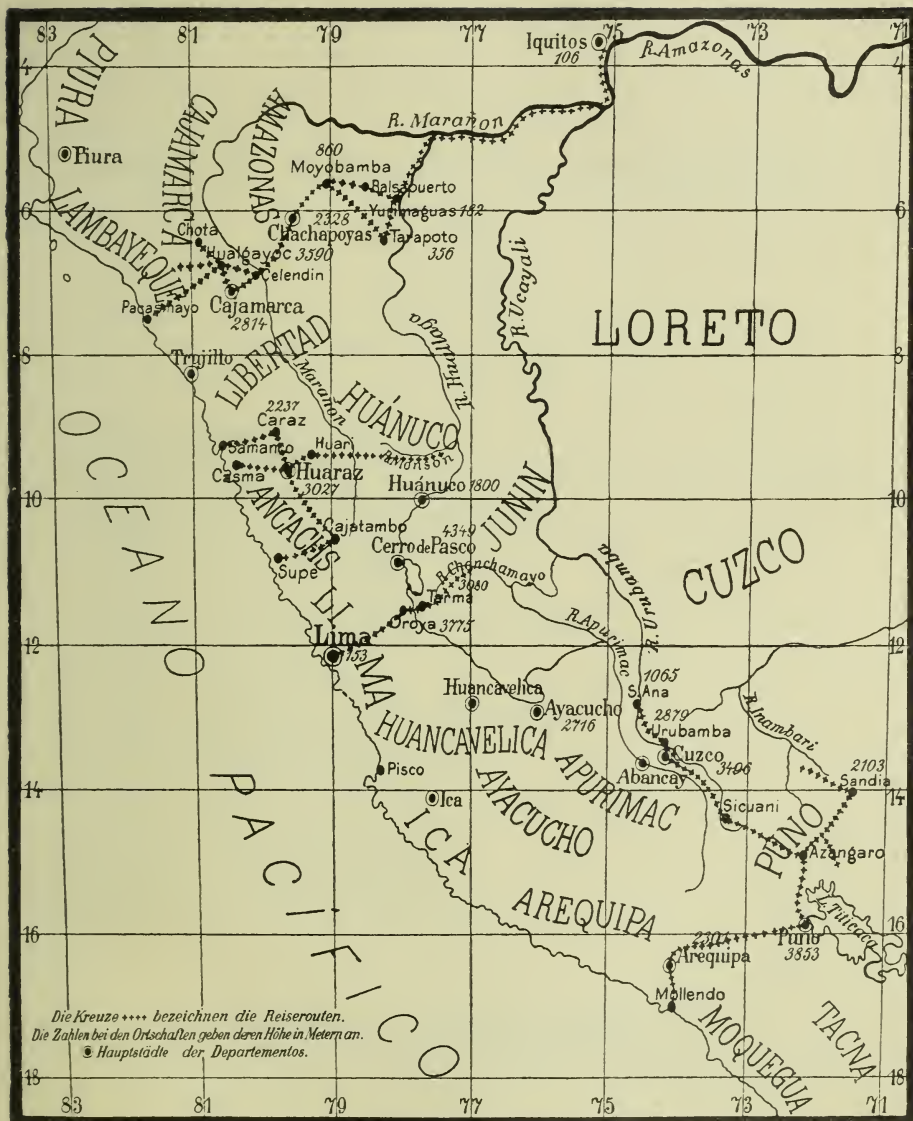 83 81 79 77 75 73 71
Iquitos
106
R. Amazonas
4
PIURA
CAJAMARCA
AMAZONAS
R. Marañon
Piura
860
Moyobamba
Balsapuerto
Yurimaguas 182
6
LAMBAYEQUE
2328
Chachapoyas
Tarapoto
356
Chota
Hualgayoc 3590
Celendin
Pacasmayo
Cajamarca
2814
R. Ucayali
LORETO
Trujillo
LIBERTAD
Marañon
R. Huallaga
8
HUÁNUCO
2237
Caraz
Samanco
Huari
Casma
Huaraz
3027
R. Monson
Huánuco 1800
10
ANCACHS
JUNIN
4349
Cajatambo
Cerro de Pasco
Supe
R. Chanchamayo
3080
Tarma
Oroya 3775
R. Urubamba
CUZCO
R. Apurimac
12
LIMA
Lima
153
1065
S. Ana
Huancavelica
Ayacucho
2716
2879
Urubamba
R. Inambari
HUANCAVELICA
APURIMAC
Cuzco
3496
Abancay
2103
Sandia
Pisco
AYACUCHO
14
Ica
Sicuani
PUNO
Azangaro
ICA
AREQUIPA
L. Titicaca
16
2301
Arequipa
Puno
3853
Mollendo
OCEANO PACÍFICO
MOQUEGUA
TACNA
Die Kreuze ++++ bezeichnen die Reiserouten.
Die Zahlen bei den Ortschaften geben deren Höhe in Metern an.
Hauptstädte der Departementos.
18
83 81 79 77 75 73 71